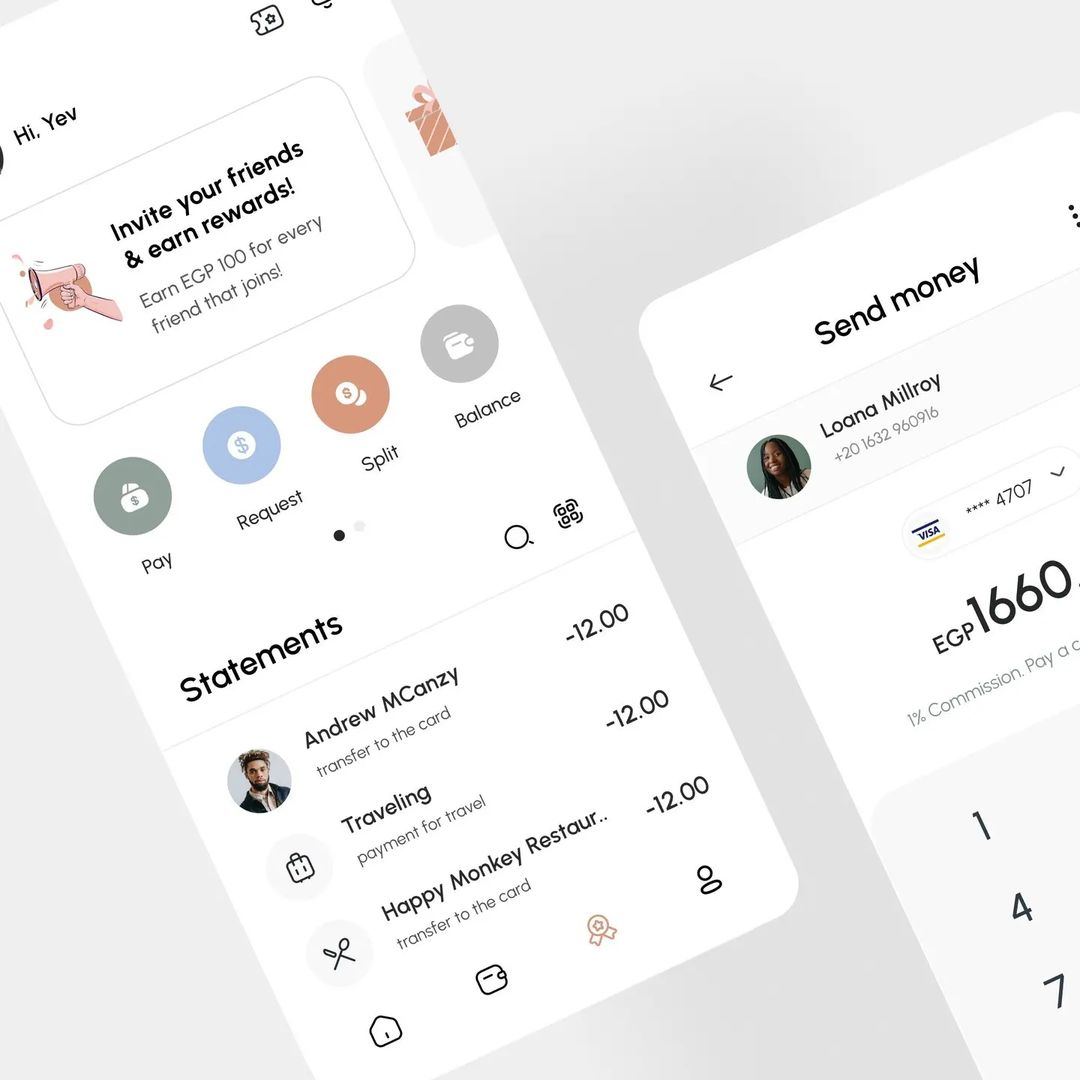 Hi, Yev
Invite your friends
& earn rewards!
Earn EGP 100 for every
friend that joins!
Pay
Request
Split
Balance
Statements
Andrew MCanzy
transfer to the card
-12.00
Traveling
payment for travel
-12.00
Happy Monkey Restaur..
transfer to the card
-12.00
Send money
Loana Millroy
+20 1632 960916
VISA
**** 4707
EGP1660.
1% Commission. Pay a
1
4
7